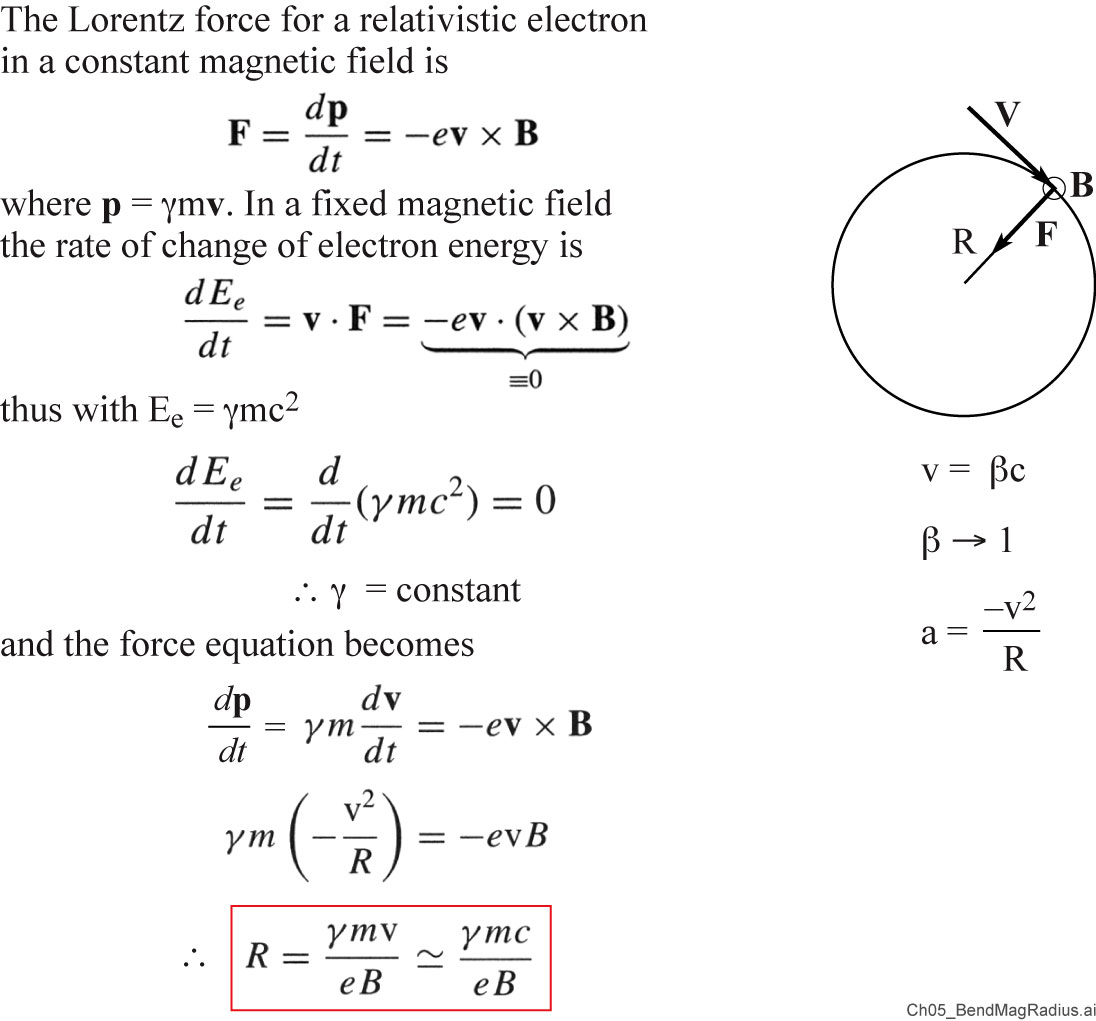 The Lorentz force for a relativistic electron
in a constant magnetic field is
F = dp/dt = −ev × B
where p = γmv. In a fixed magnetic field
the rate of change of electron energy is
dEₑ/dt = v · F = −ev · (v × B)
≡0
thus with Eₑ = γmc²
dEₑ/dt = d/dt(γmc²) = 0
∴ γ = constant
and the force equation becomes
dp/dt = γm dv/dt = −ev × B
γm(−v²/R) = −evB
∴ R = γmv/eB ≃ γmc/eB
V
B
F
R
v = βc
β → 1
a = −v²/R
Ch05_BendMagRadius.ai